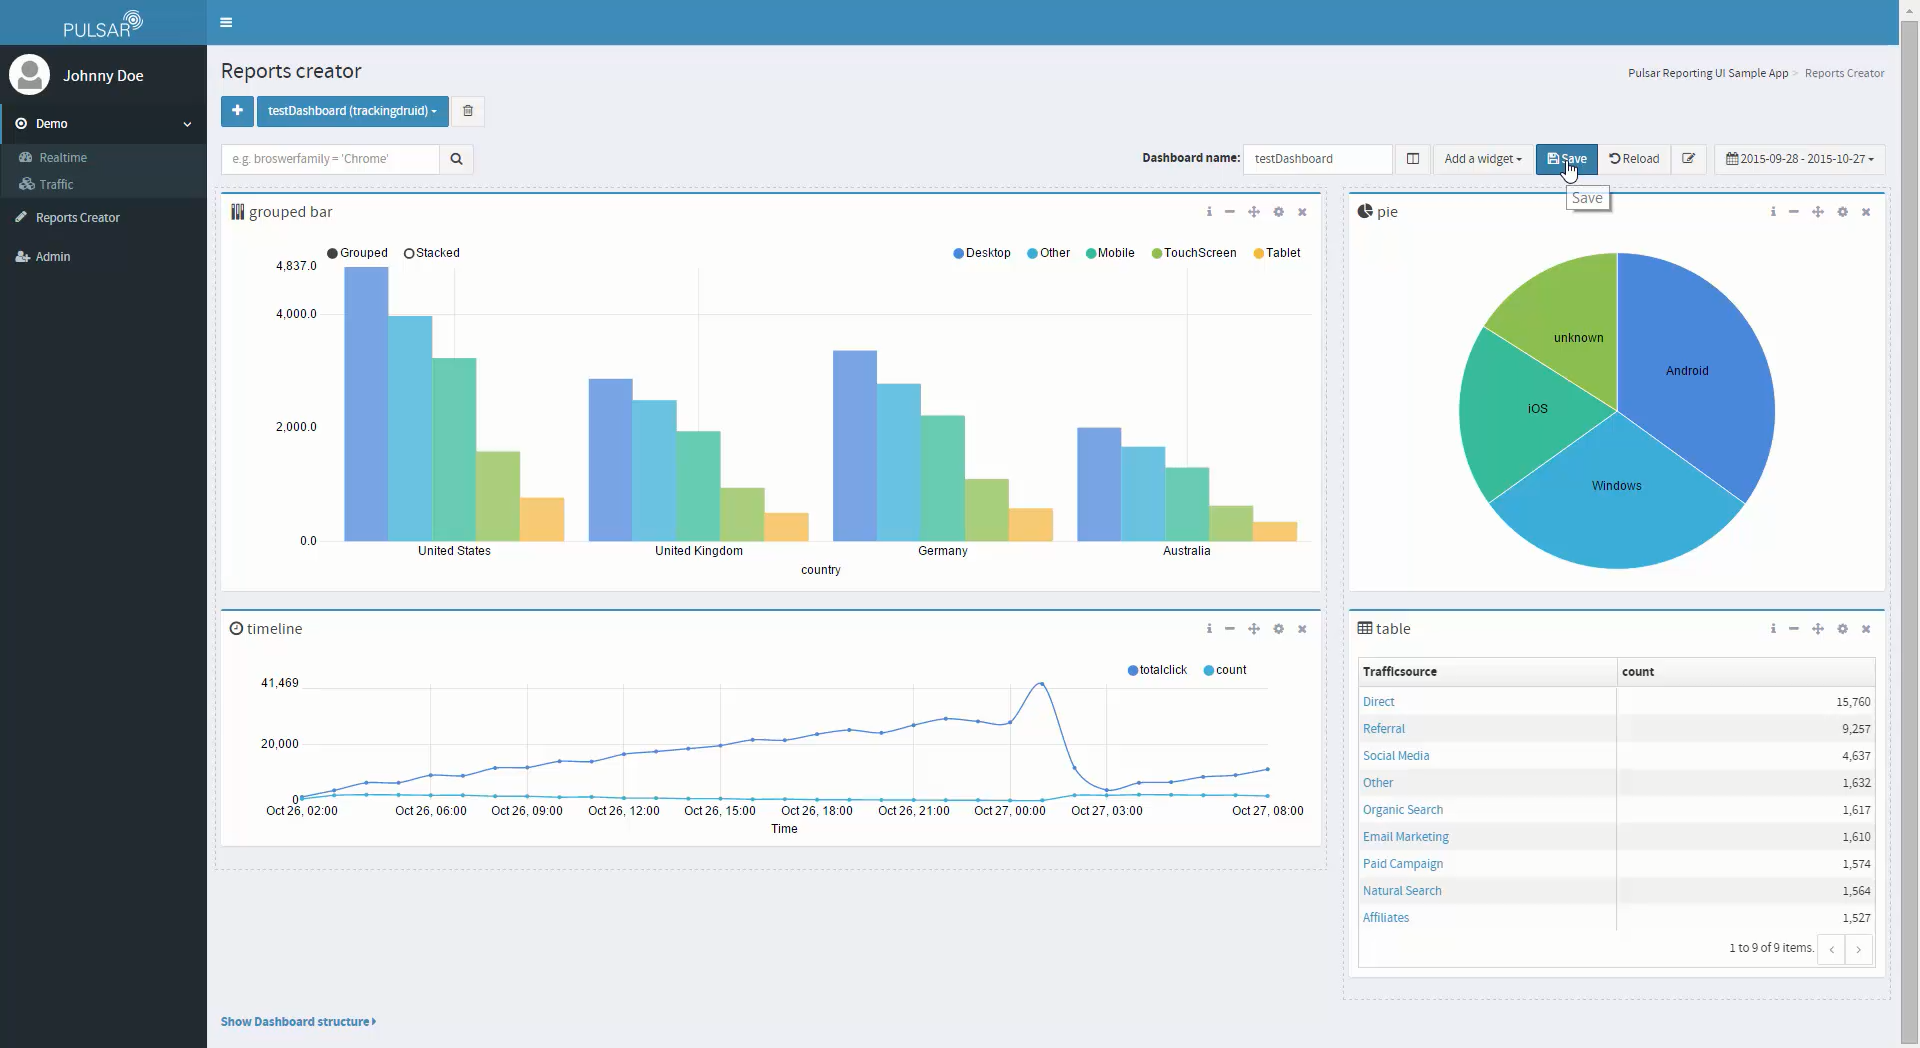 PULSAR
Johnny Doe
Demo
Realtime
Traffic
Reports Creator
Admin
Reports creator
Pulsar Reporting UI Sample App > Reports Creator
+ testDashboard (trackingdruid)
e.g. broswerfamily = 'Chrome'
Dashboard name: testDashboard Add a widget Save Reload 2015-09-28 - 2015-10-27
Save
grouped bar
Grouped Stacked
Desktop Other Mobile TouchScreen Tablet
4,837.0
4,000.0
2,000.0
0.0
United States United Kingdom Germany Australia
country
pie
unknown
Android
iOS
Windows
timeline
totalclick count
41,469
20,000
0
Oct 26, 02:00 Oct 26, 06:00 Oct 26, 09:00 Oct 26, 12:00 Oct 26, 15:00 Oct 26, 18:00 Oct 26, 21:00 Oct 27, 00:00 Oct 27, 03:00 Oct 27, 08:00
Time
table
Trafficsource count
Direct 15,760
Referral 9,257
Social Media 4,637
Other 1,632
Organic Search 1,617
Email Marketing 1,610
Paid Campaign 1,574
Natural Search 1,564
Affiliates 1,527
1 to 9 of 9 items. < >
Show Dashboard structure